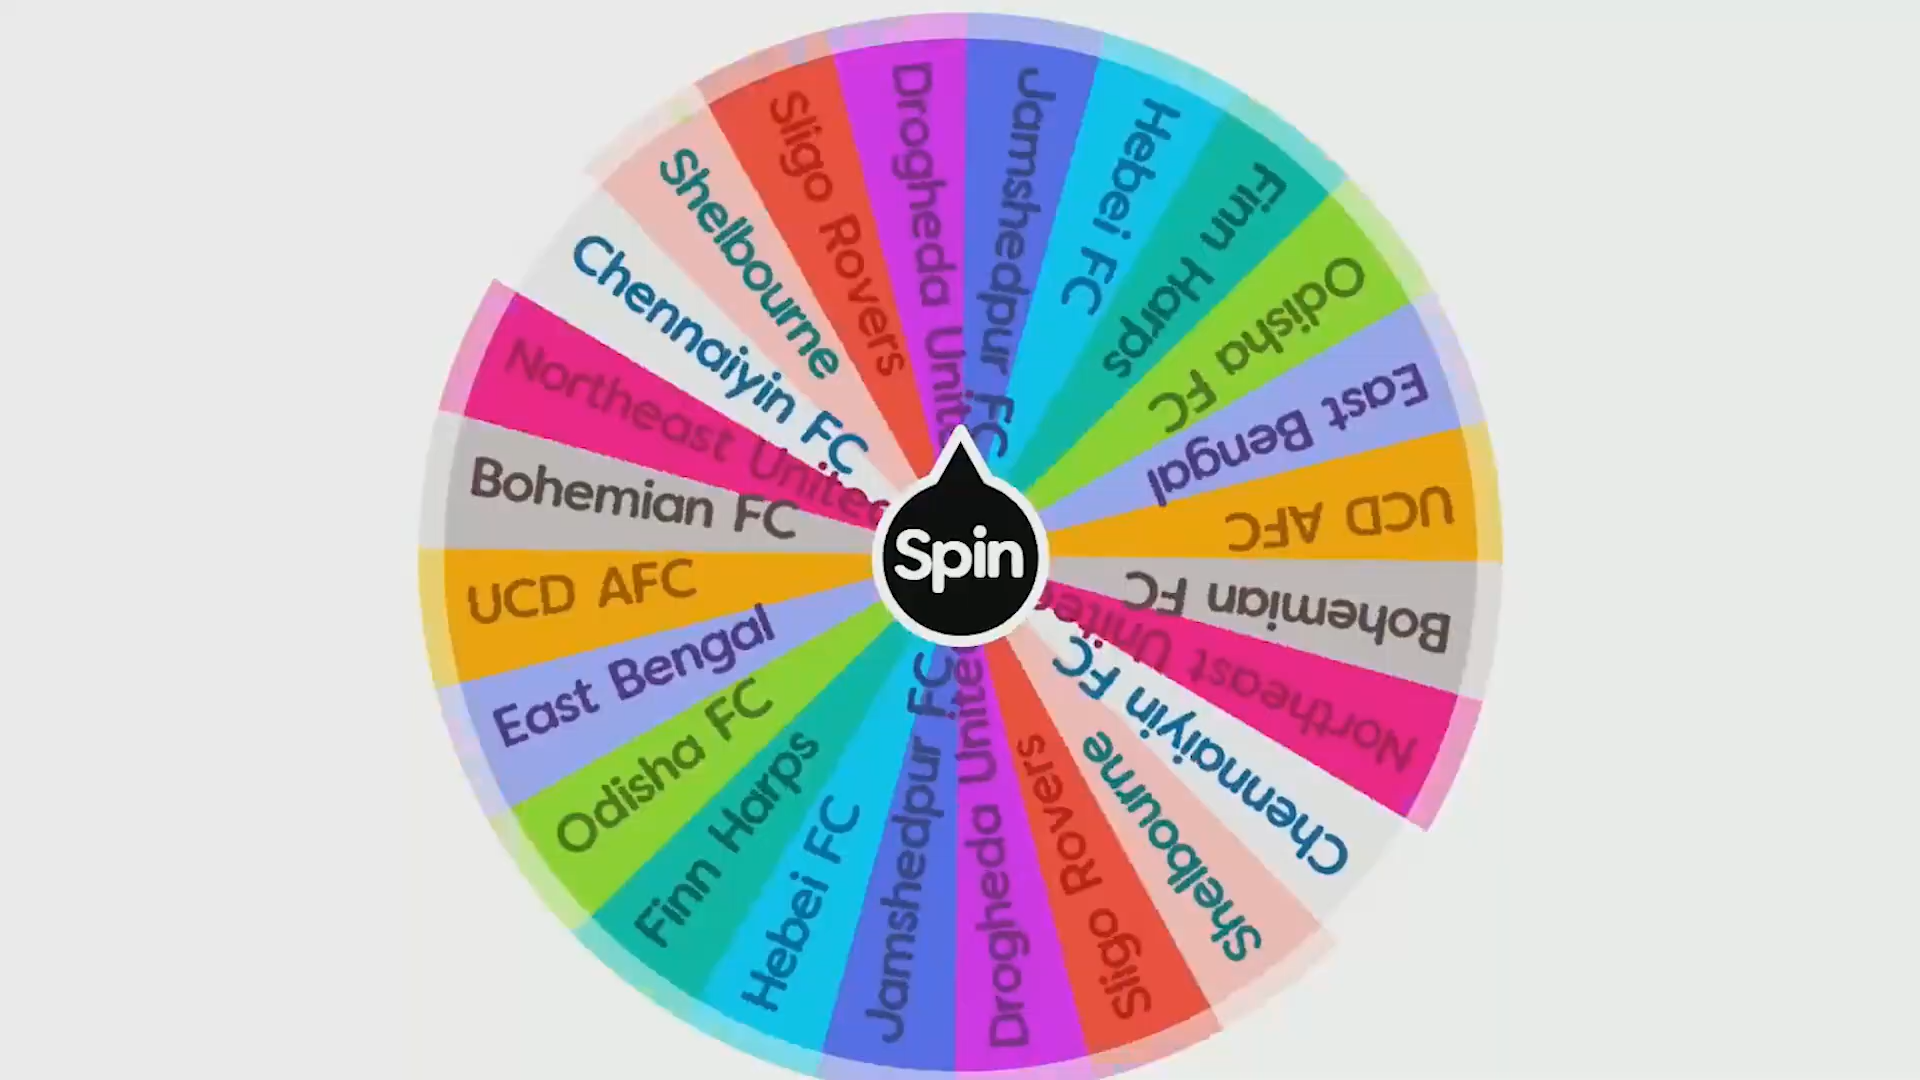 Drogheda Unite
Jamshedpur FC
Hebei FC
Finn Harps
Odisha FC
East Bengal
UCD AFC
Bohemian FC
Northeast United
Chennaiyin FC
Shelbourne
Sligo Rovers
Drogheda Unite
Jamshedpur FC
Hebei FC
Finn Harps
Odisha FC
East Bengal
UCD AFC
Bohemian FC
Northeast United
Chennaiyin FC
Shelbourne
Sligo Rovers
Spin